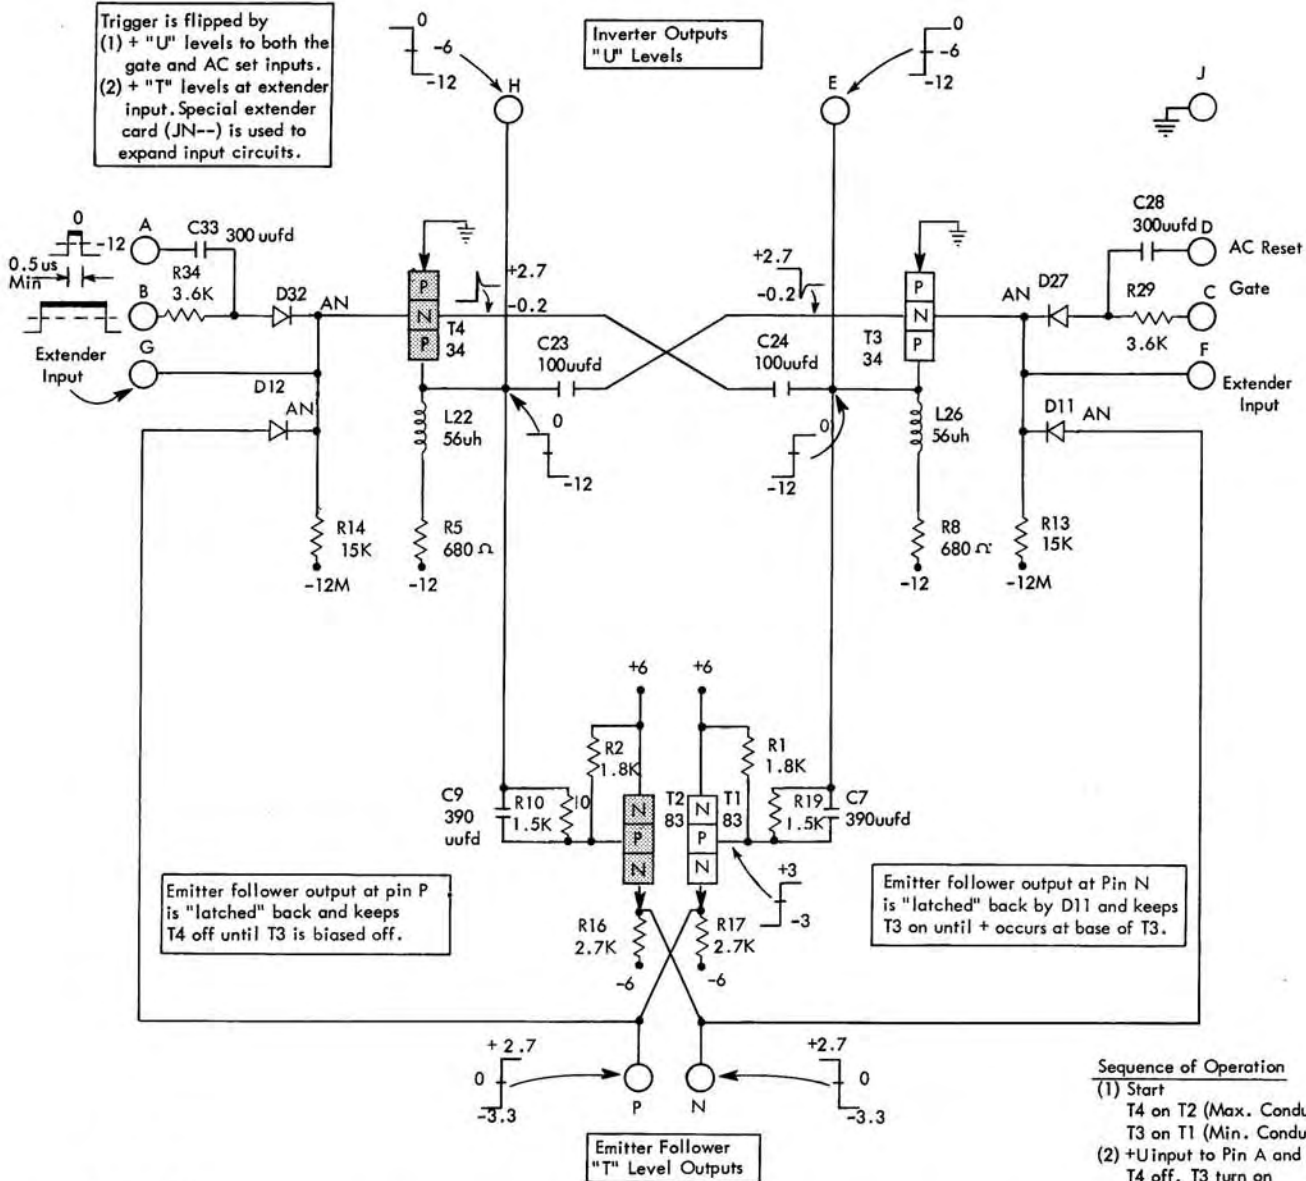 Trigger is flipped by
(1) + "U" levels to both the
gate and AC set inputs.
(2) + "T" levels at extender
input. Special extender
card (JN--) is used to
expand input circuits.
0
-6
-12
Inverter Outputs
"U" Levels
0
-6
-12
H
E
J
0
-12
A
C33
300 uufd
0.5us
Min
R34
3.6K
B
D32
AN
Extender
Input
G
D12
AN
P
N
P
T4
34
+2.7
-0.2
C23
100uufd
+2.7
-0.2
C24
100uufd
P
N
P
T3
34
C28
300uufd
D
AC Reset
AN
D27
R29
3.6K
C
Gate
F
Extender
Input
D11
AN
L22
56uh
0
-12
0
-12
L26
56uh
R14
15K
-12M
R5
680 Ω
-12
R8
680 Ω
-12
R13
15K
-12M
+6
+6
R2
1.8K
R1
1.8K
C9
390
uufd
R10
1.5K
10
N
P
N
T2
83
T1
83
N
P
N
R19
1.5K
C7
390uufd
+3
-3
Emitter follower output at pin P
is "latched" back and keeps
T4 off until T3 is biased off.
Emitter follower output at Pin N
is "latched" back by D11 and keeps
T3 on until + occurs at base of T3.
R16
2.7K
-6
R17
2.7K
-6
+2.7
0
-3.3
P
N
+2.7
0
-3.3
Emitter Follower
"T" Level Outputs
Sequence of Operation
(1) Start
T4 on T2 (Max. Condu
T3 on T1 (Min. Condu
(2) +Uinput to Pin A and
T4 off. T3 turn on